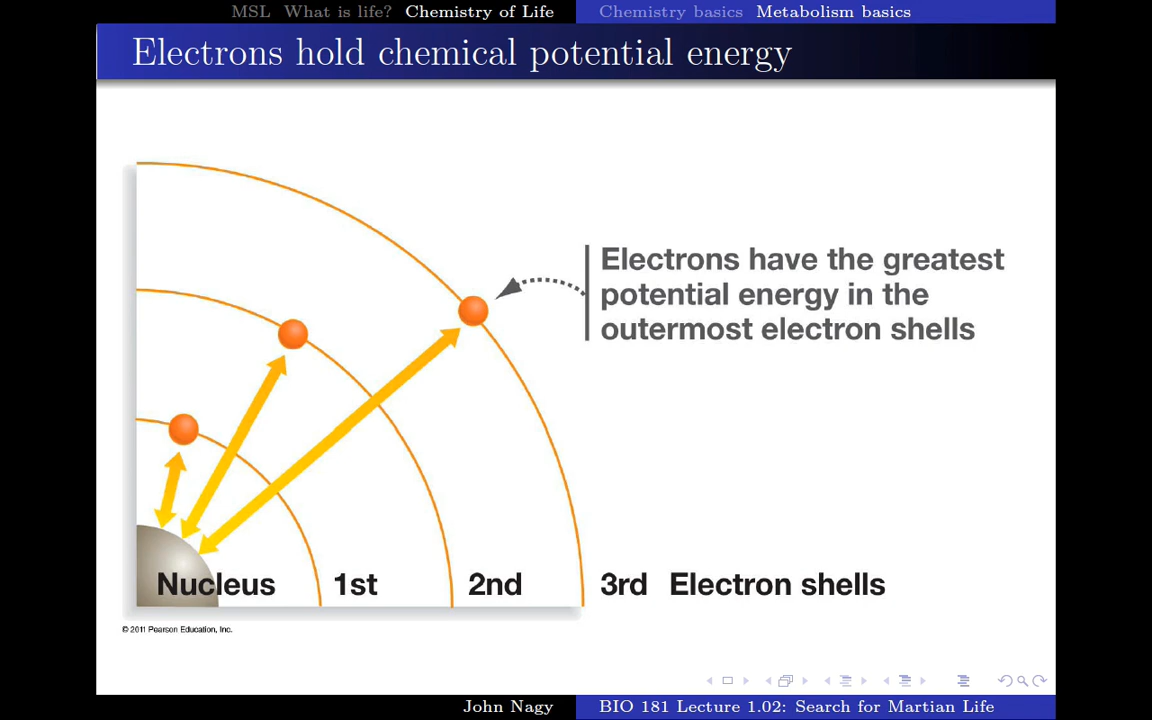 MSL What is life? Chemistry of Life Chemistry basics Metabolism basics
Electrons hold chemical potential energy
Electrons have the greatest
potential energy in the
outermost electron shells
Nucleus 1st 2nd 3rd Electron shells
© 2011 Pearson Education, Inc.
John Nagy BIO 181 Lecture 1.02: Search for Martian Life